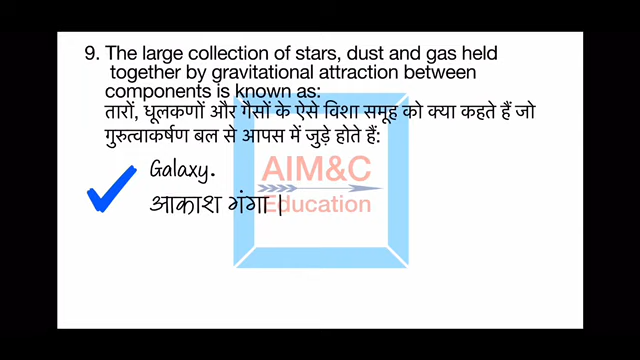 9. The large collection of stars, dust and gas held
together by gravitational attraction between
components is known as:
तारों, धूलकणों और गैसों के ऐसे विशा समूह को क्या कहते हैं जो
गुरुत्वाकर्षण बल से आपस में जुड़े होते हैं:
Galaxy.
आकाश गंगा |
AIM&C
Education